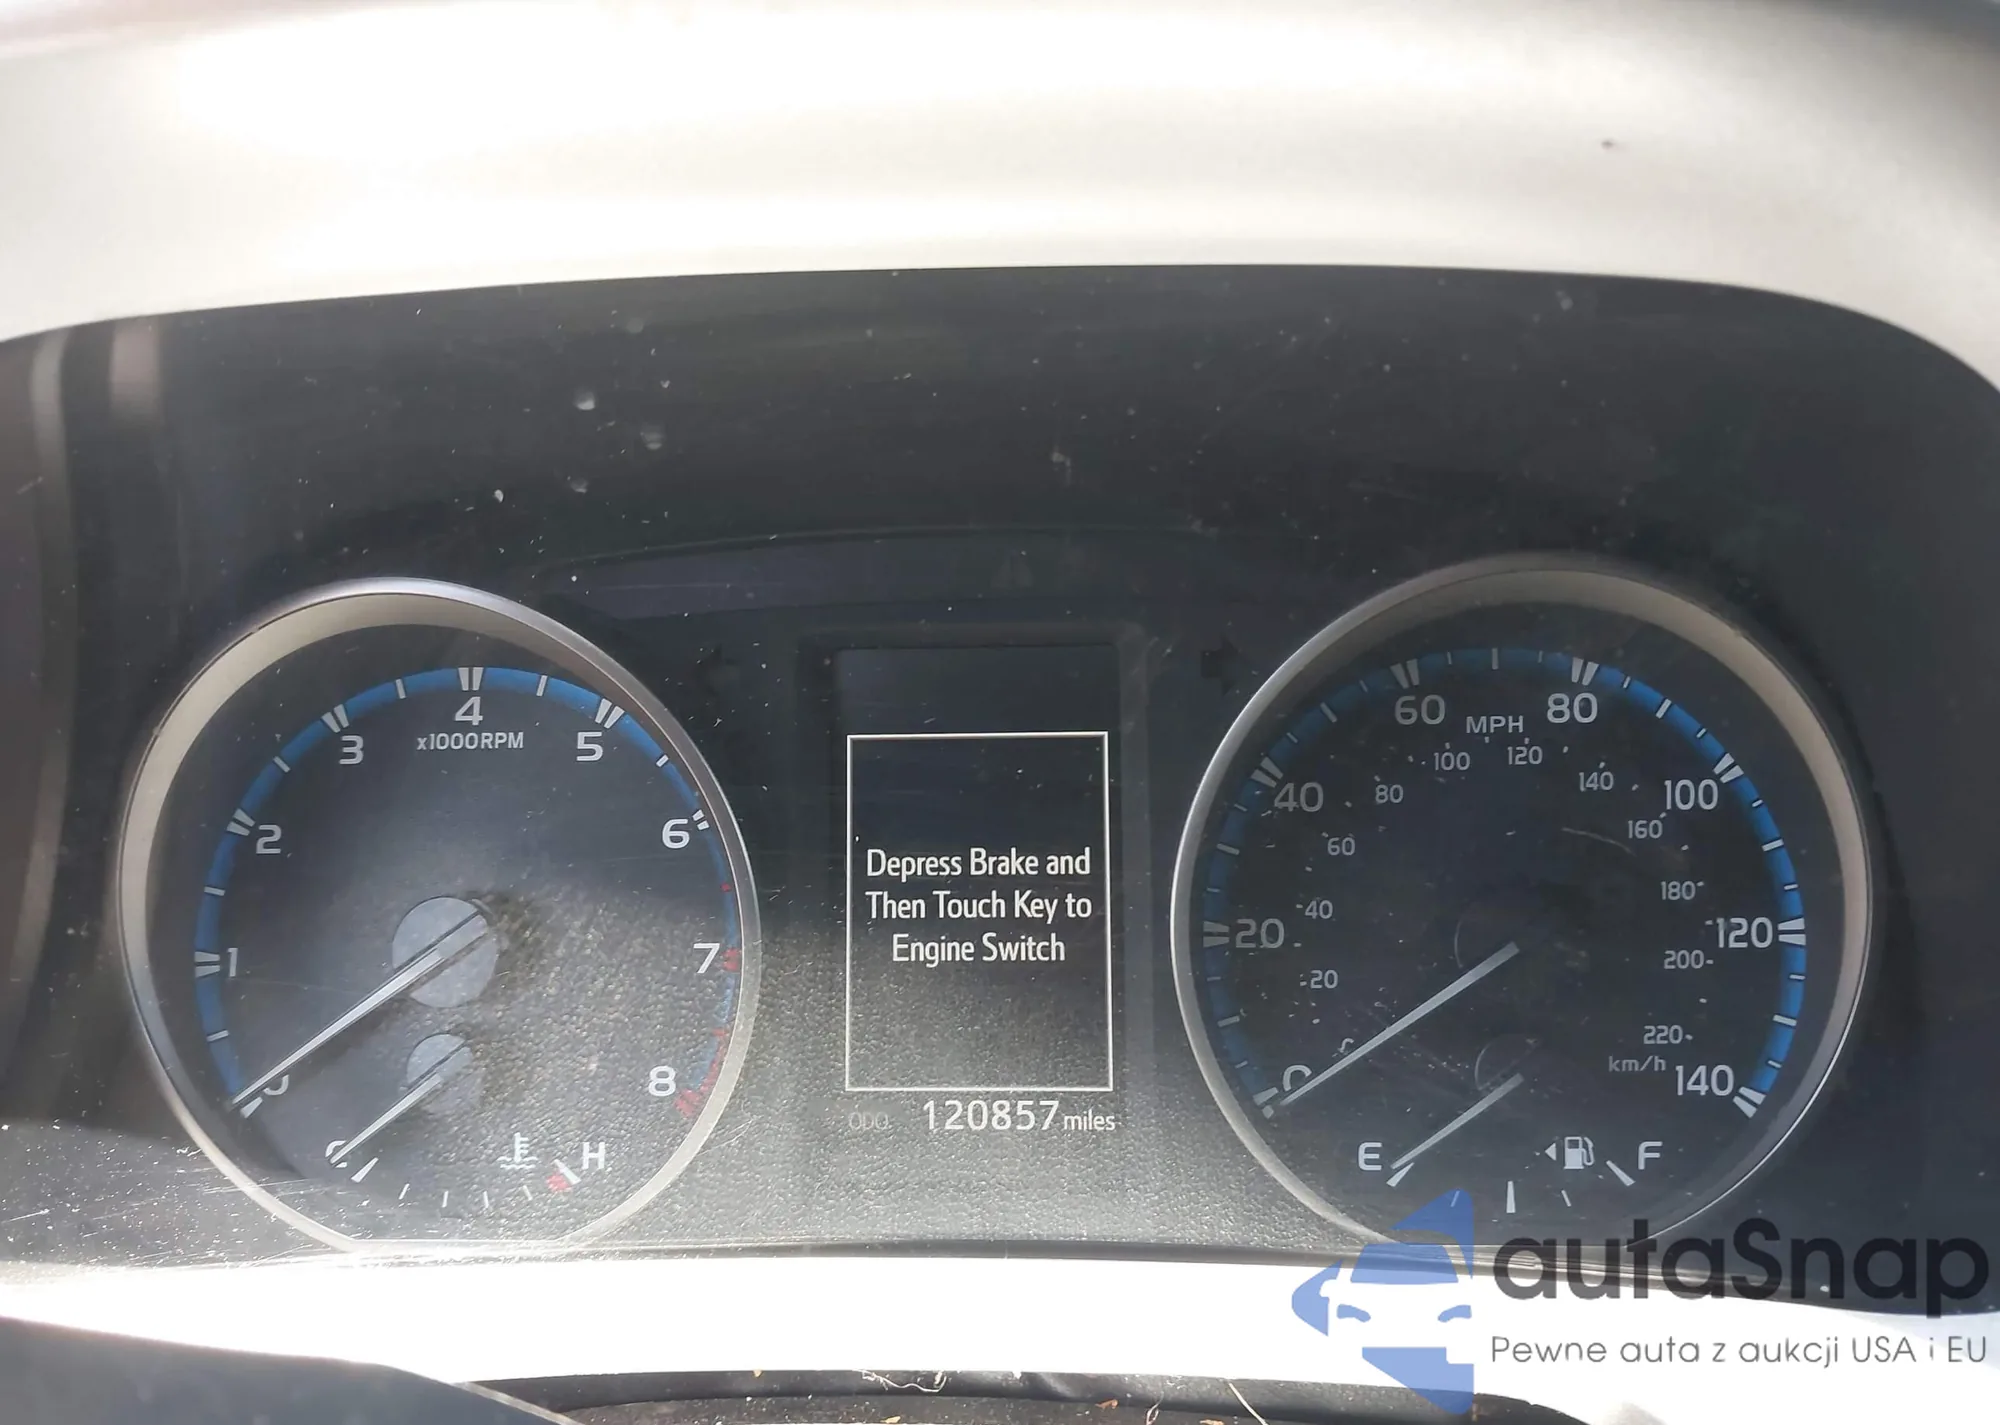 4
x1000RPM
3
5
2
6
1
7
8
H
Depress Brake and
Then Touch Key to
Engine Switch
ODO 120857 miles
60 MPH 80
100 120
40 80 140 100
60 160
180
20 40 120
200
20
220
km/h
0 140
E F
autaSnap
Pewne auta z aukcji USA i EU